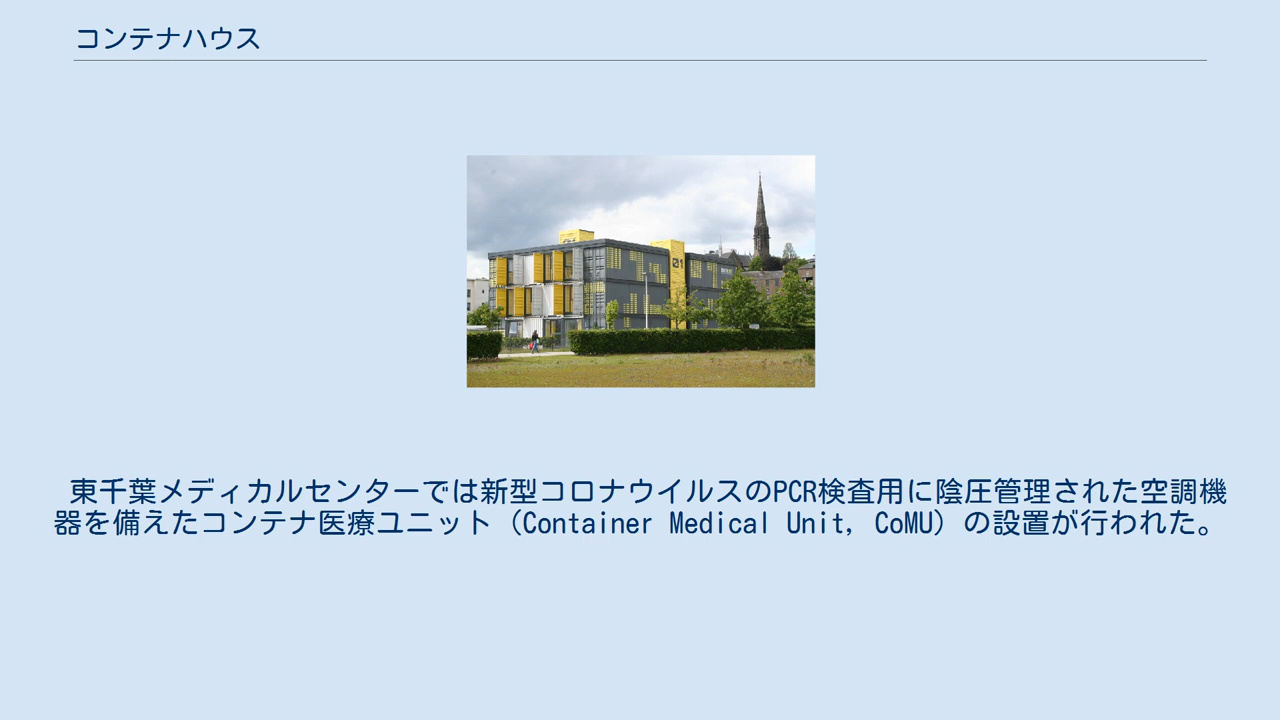 コンテナハウス
01
東千葉メディカルセンターでは新型コロナウイルスのPCR検査用に陰圧管理された空調機
器を備えたコンテナ医療ユニット（Container Medical Unit, CoMU）の設置が行われた。